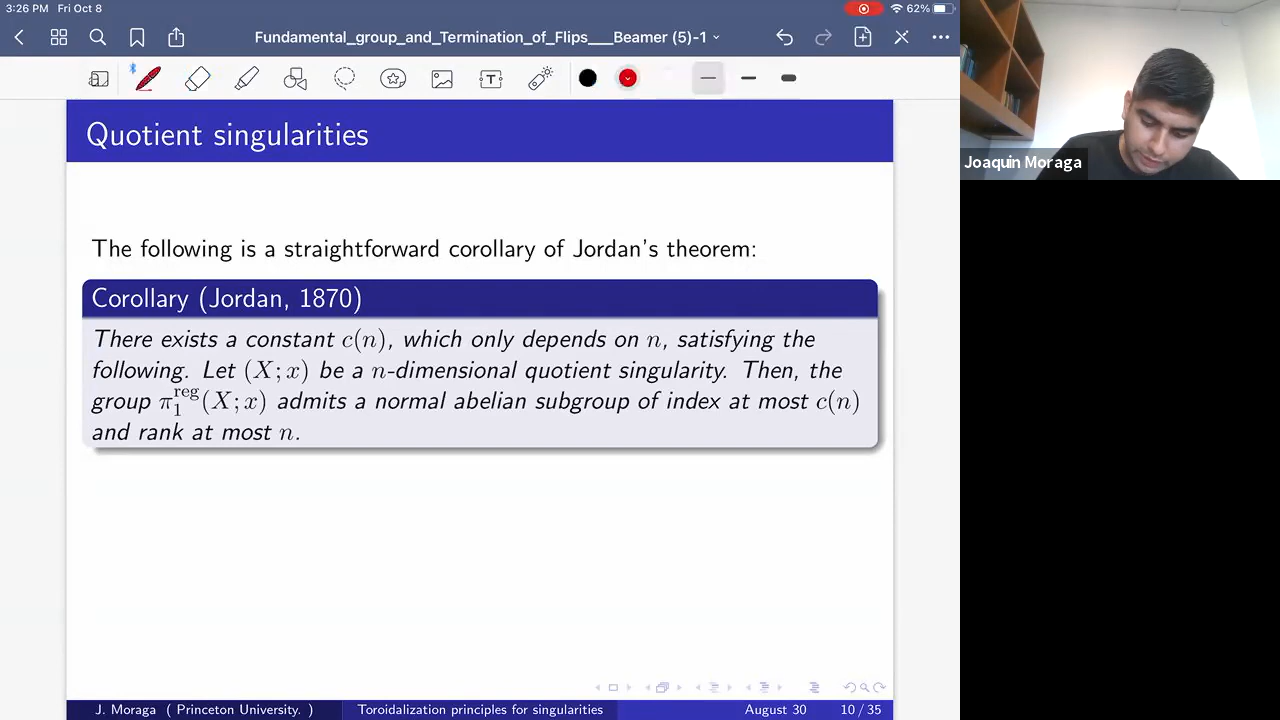 3:26 PM Fri Oct 8
62%
Fundamental_group_and_Termination_of_Flips___Beamer (5)-1
T
Quotient singularities
Joaquin Moraga
The following is a straightforward corollary of Jordan's theorem:
Corollary (Jordan, 1870)
There exists a constant c(n), which only depends on n, satisfying the
following. Let (X; x) be a n-dimensional quotient singularity. Then, the
group π₁^reg(X; x) admits a normal abelian subgroup of index at most c(n)
and rank at most n.
J. Moraga ( Princeton University. )
Toroidalization principles for singularities
August 30
10 / 35